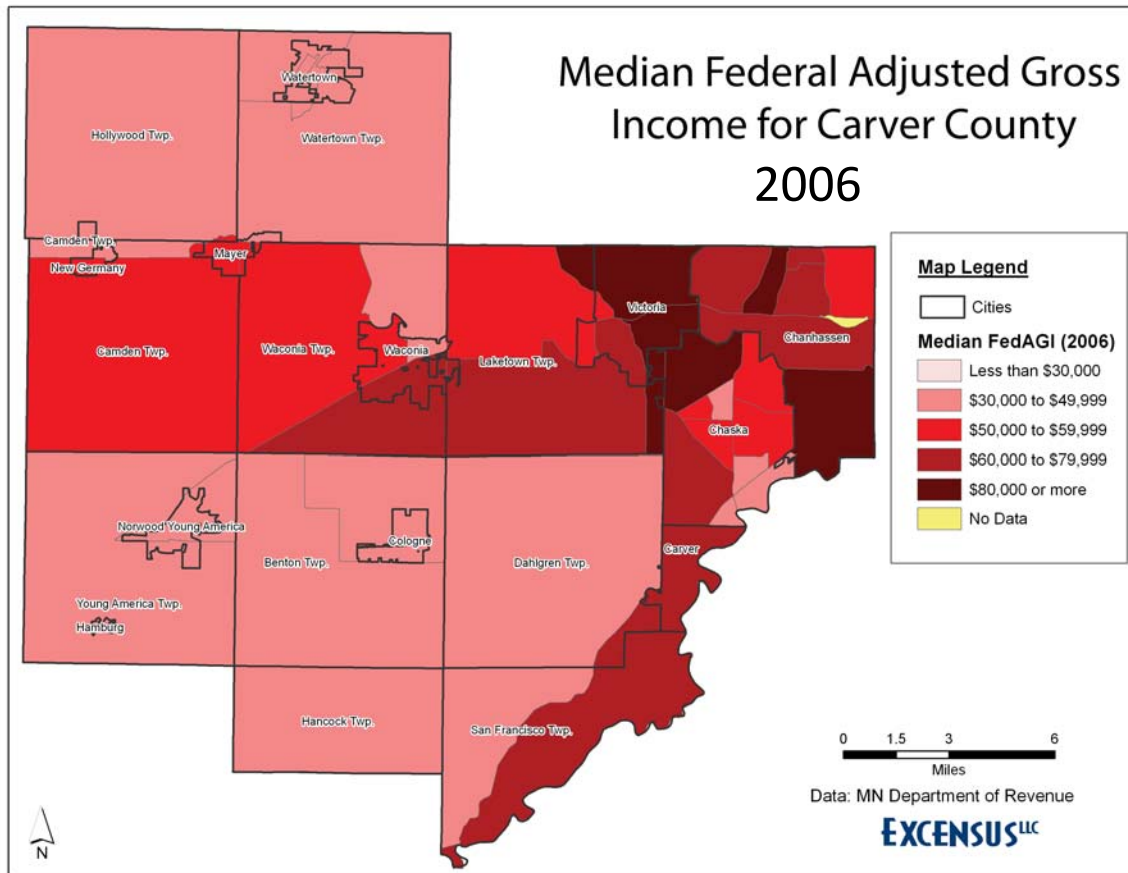 Median Federal Adjusted Gross
Income for Carver County
2006
Watertown
Hollywood Twp.
Watertown Twp.
Camden Twp.
Mayer
New Germany
Victoria
Chanhassen
Camden Twp.
Waconia Twp.
Waconia
Laketown Twp.
Chaska
Norwood Young America
Cologne
Carver
Benton Twp.
Dahlgren Twp.
Young America Twp.
Hamburg
Hancock Twp.
San Francisco Twp.
Map Legend
Cities
Median FedAGI (2006)
Less than $30,000
$30,000 to $49,999
$50,000 to $59,999
$60,000 to $79,999
$80,000 or more
No Data
0 1.5 3 6
Miles
Data: MN Department of Revenue
EXCENSUS LLC
N